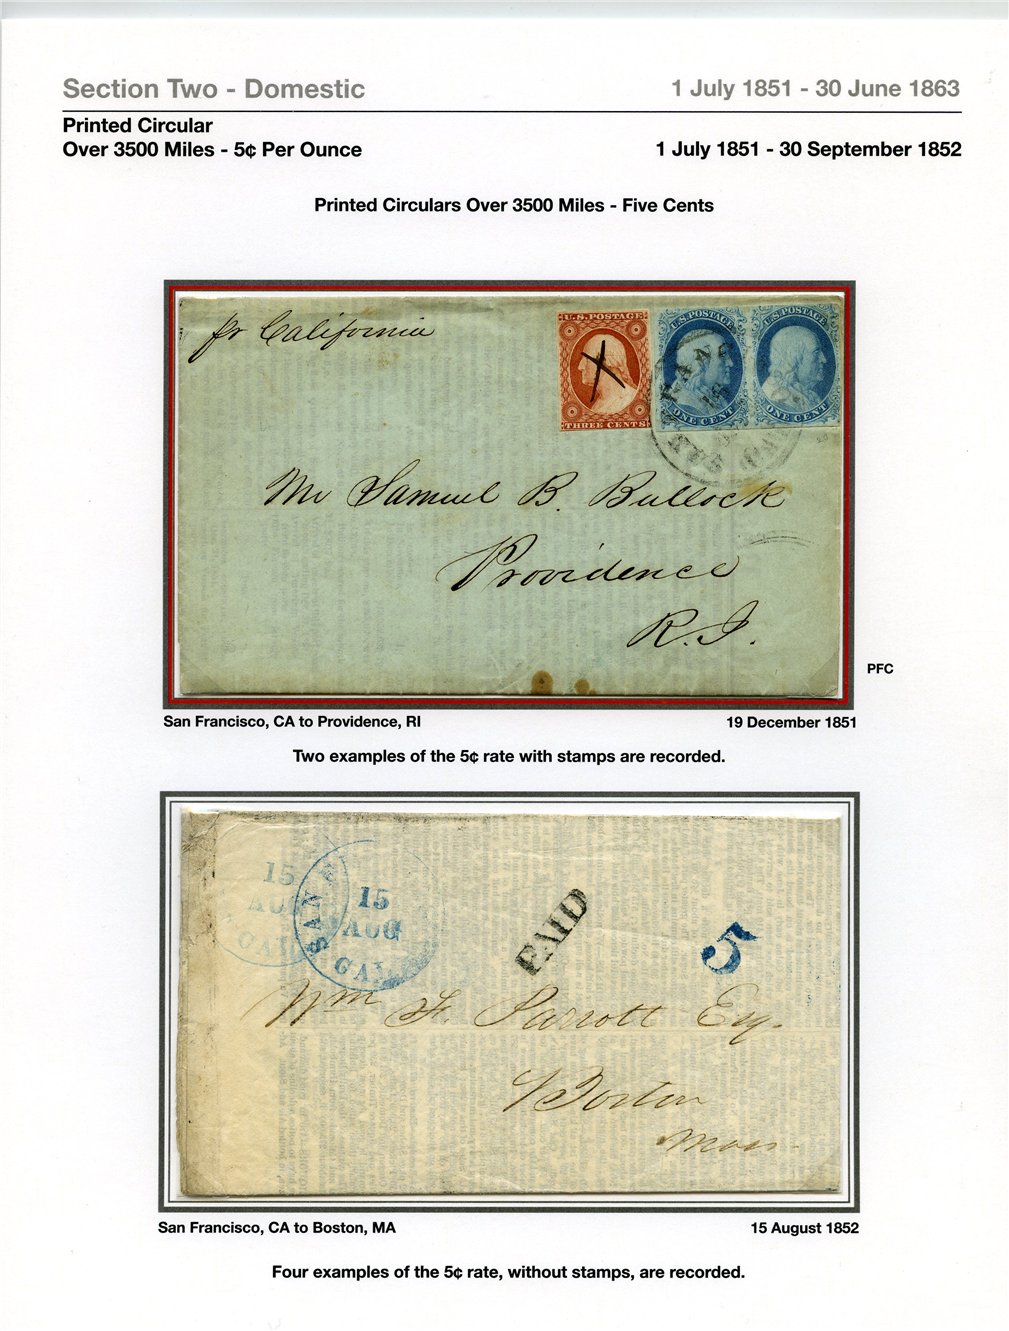 Section Two - Domestic 1 July 1851 - 30 June 1863
Printed Circular
Over 3500 Miles - 5¢ Per Ounce 1 July 1851 - 30 September 1852
Printed Circulars Over 3500 Miles - Five Cents
pr California
U.S. POSTAGE
THREE CENTS
U.S. POSTAGE
ONE CENT
U.S. POSTAGE
ONE CENT
SAN
Mr Samuel B. Bullock
Providence
R.I.
PFC
San Francisco, CA to Providence, RI 19 December 1851
Two examples of the 5¢ rate with stamps are recorded.
15
AUG
CAL
SAN
15
AUG
CAL
PAID
5
Wm F. Parrott Esq.
Boston
Mass
San Francisco, CA to Boston, MA 15 August 1852
Four examples of the 5¢ rate, without stamps, are recorded.